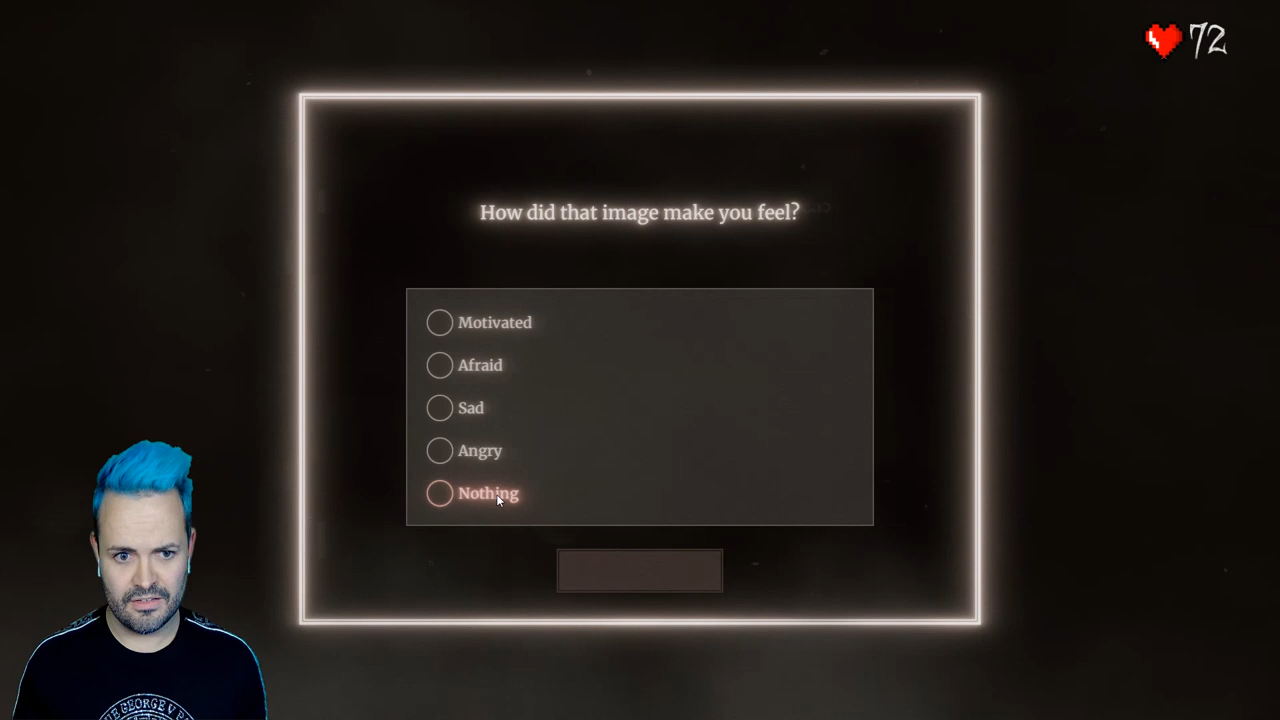 72
How did that image make you feel?
Motivated
Afraid
Sad
Angry
Nothing